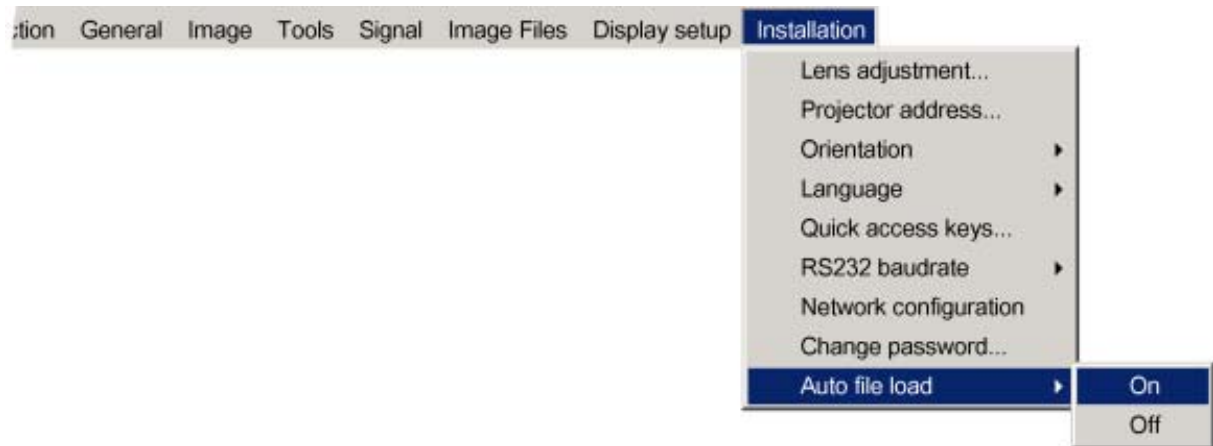 General Image Tools Signal Image Files Display setup Installation
Lens adjustment...
Projector address...
Orientation
Language
Quick access keys...
RS232 baudrate
Network configuration
Change password...
Auto file load
On
Off